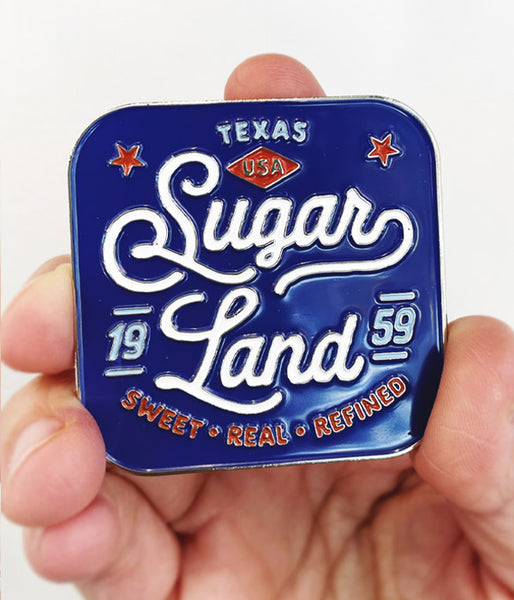 TEXAS
USA
Sugar
Land
19 59
SWEET • REAL • REFINED